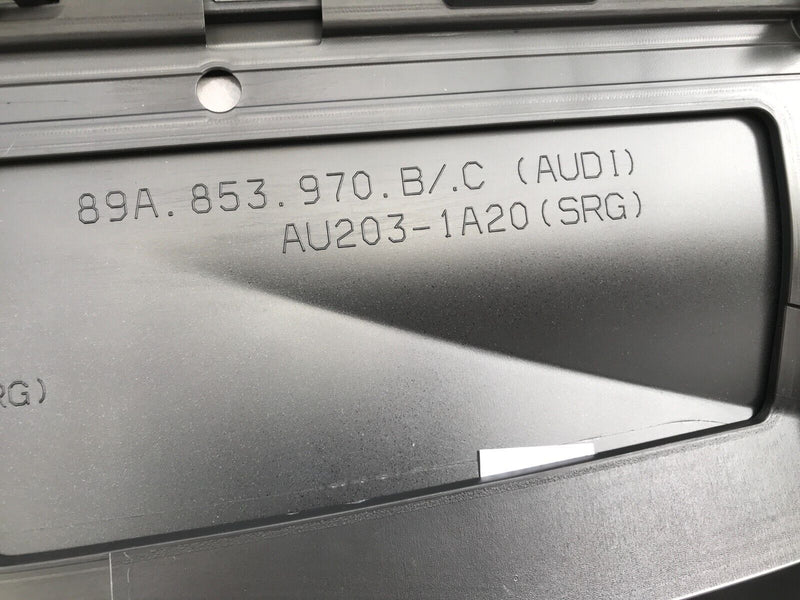 89A.853.970.B/.C (AUDI)
AU203-1A20(SRG)
RG)